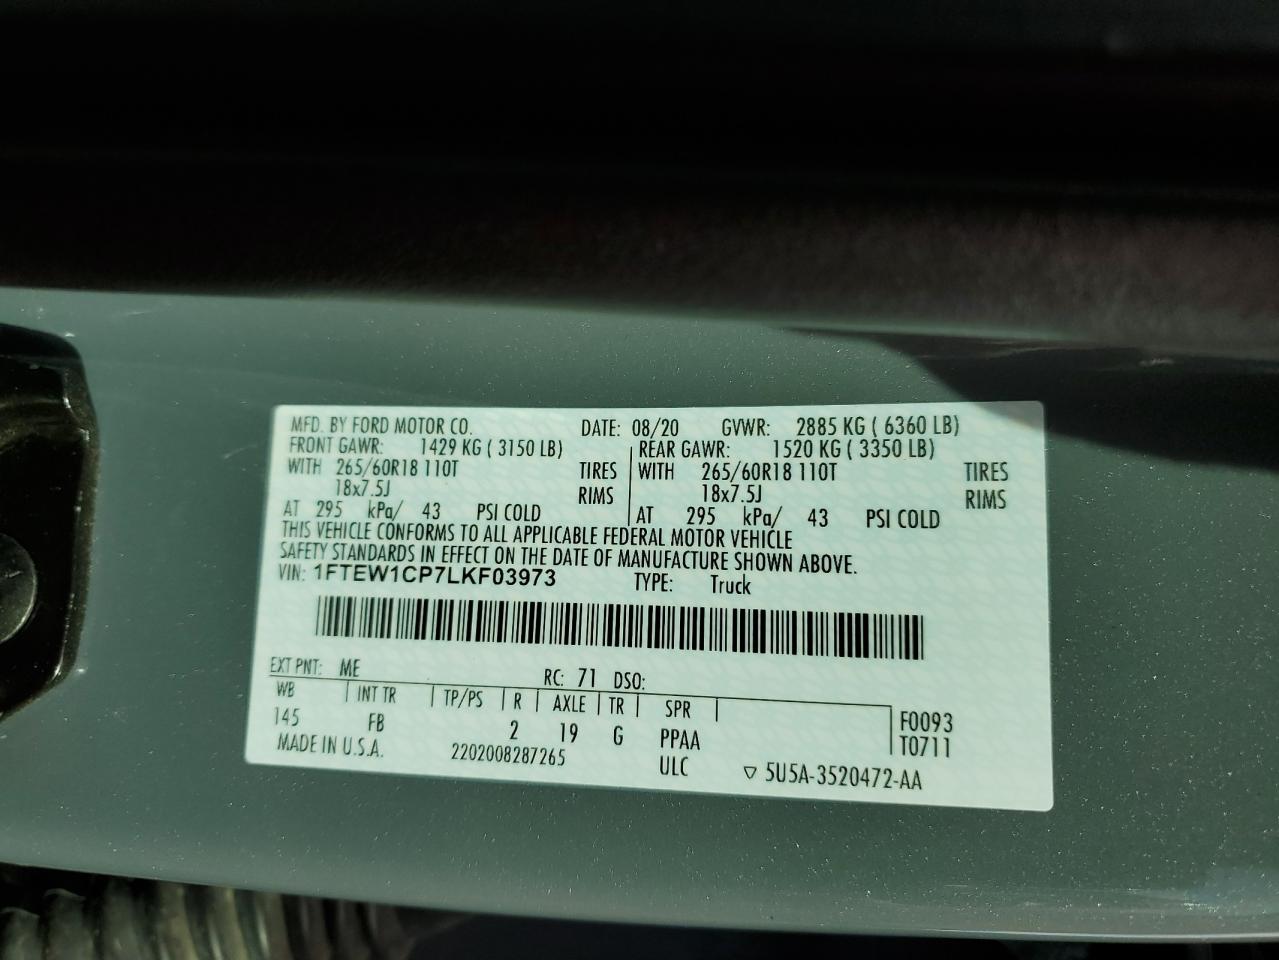 MFD. BY FORD MOTOR CO. DATE: 08/20 GVWR: 2885 KG ( 6360 LB)
FRONT GAWR: 1429 KG ( 3150 LB) REAR GAWR: 1520 KG ( 3350 LB)
WITH 265/60R18 110T TIRES WITH 265/60R18 110T TIRES
18x7.5J RIMS 18x7.5J RIMS
AT 295 kPa/ 43 PSI COLD AT 295 kPa/ 43 PSI COLD
THIS VEHICLE CONFORMS TO ALL APPLICABLE FEDERAL MOTOR VEHICLE
SAFETY STANDARDS IN EFFECT ON THE DATE OF MANUFACTURE SHOWN ABOVE.
VIN: 1FTEW1CP7LKF03973 TYPE: Truck
EXT PNT: ME RC: 71 DSO:
WB INT TR TP/PS R AXLE TR SPR F0093
145 FB 2 19 G PPAA T0711
MADE IN U.S.A. 2202008287265 ULC ▽ 5U5A-3520472-AA